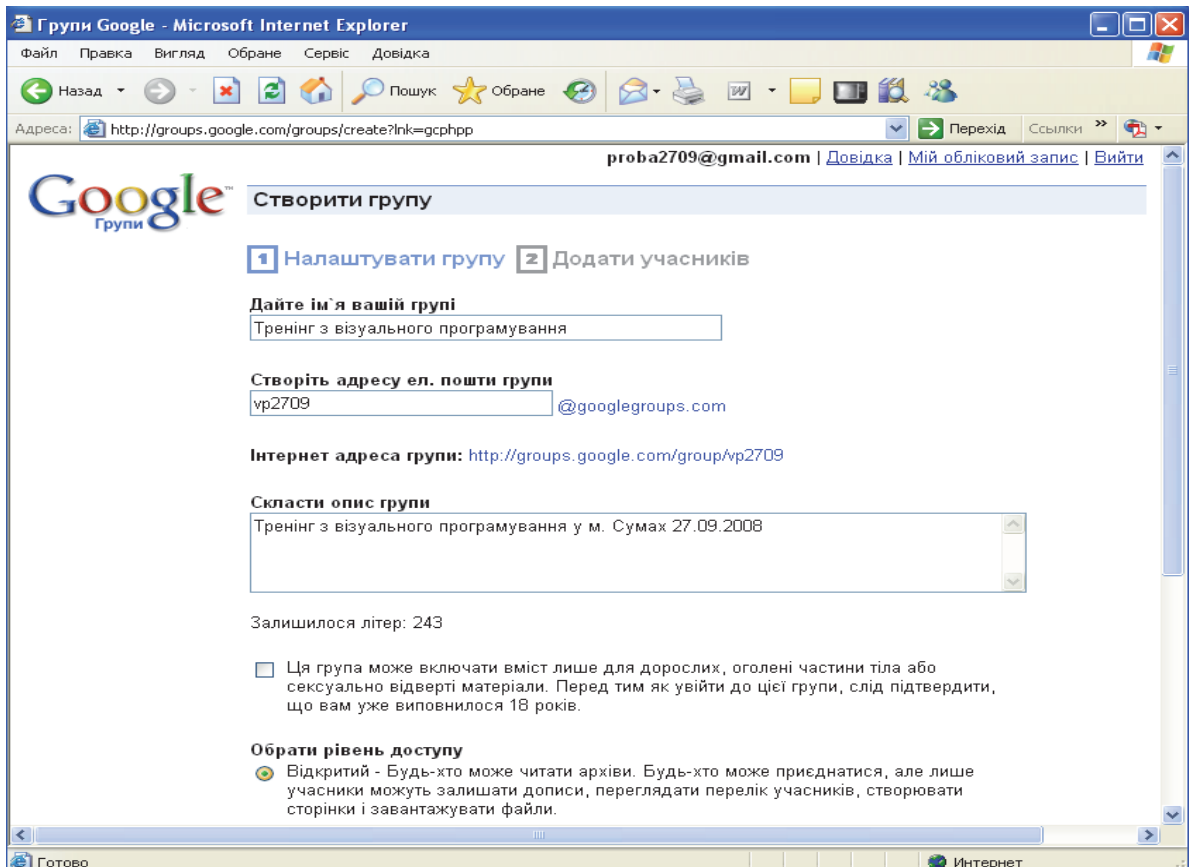 Групи Google - Microsoft Internet Explorer
Файл Правка Вигляд Обране Сервіс Довідка
Назад Пошук Обране
Адреса: http://groups.google.com/groups/create?lnk=gcphpp Перехід Ссылки »
proba2709@gmail.com | Довідка | Мій обліковий запис | Вийти
Google™
Групи
Створити групу
1 Налаштувати групу 2 Додати учасників
Дайте ім`я вашій групі
Тренінг з візуального програмування
Створіть адресу ел. пошти групи
vp2709 @googlegroups.com
Інтернет адреса групи: http://groups.google.com/group/vp2709
Скласти опис групи
Тренінг з візуального програмування у м. Сумах 27.09.2008
Залишилося літер: 243
Ця група може включати вміст лише для дорослих, оголені частини тіла або
сексуально відверті матеріали. Перед тим як увійти до цієї групи, слід підтвердити,
що вам уже виповнилося 18 років.
Обрати рівень доступу
Відкритий - Будь-хто може читати архіви. Будь-хто може приєднатися, але лише
учасники можуть залишати дописи, переглядати перелік учасників, створювати
сторінки і завантажувати файли.
Готово Интернет